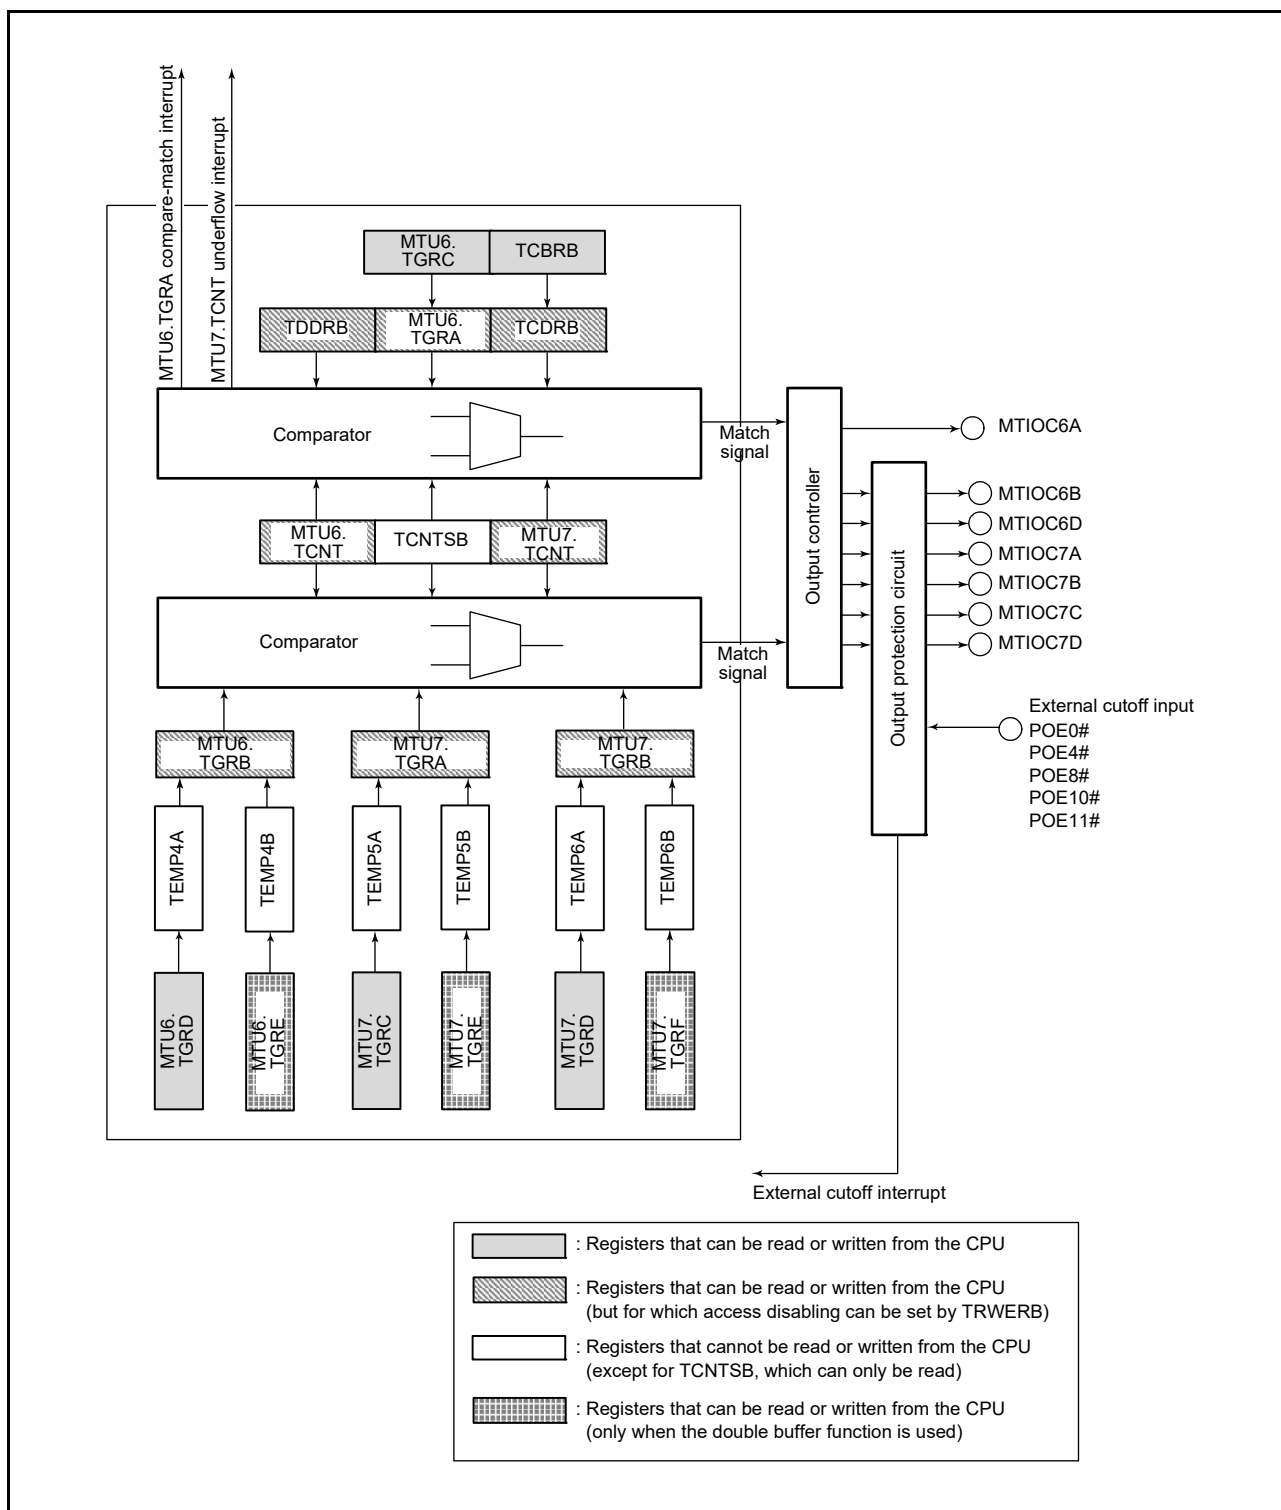 MTU6.TGRA compare-match interrupt
MTU7.TCNT underflow interrupt
MTU6.
TGRC
TCBRB
TDDRB
MTU6.
TGRA
TCDRB
Comparator
Match
signal
MTU6.
TCNT
TCNTSB
MTU7.
TCNT
Comparator
Match
signal
Output controller
Output protection circuit
MTIOC6A
MTIOC6B
MTIOC6D
MTIOC7A
MTIOC7B
MTIOC7C
MTIOC7D
External cutoff input
POE0#
POE4#
POE8#
POE10#
POE11#
MTU6.
TGRB
MTU7.
TGRA
MTU7.
TGRB
TEMP4A
TEMP4B
TEMP5A
TEMP5B
TEMP6A
TEMP6B
MTU6.
TGRD
MTU6.
TGRE
MTU7.
TGRC
MTU7.
TGRE
MTU7.
TGRD
MTU7.
TGRF
External cutoff interrupt
: Registers that can be read or written from the CPU
: Registers that can be read or written from the CPU
(but for which access disabling can be set by TRWERB)
: Registers that cannot be read or written from the CPU
(except for TCNTSB, which can only be read)
: Registers that can be read or written from the CPU
(only when the double buffer function is used)